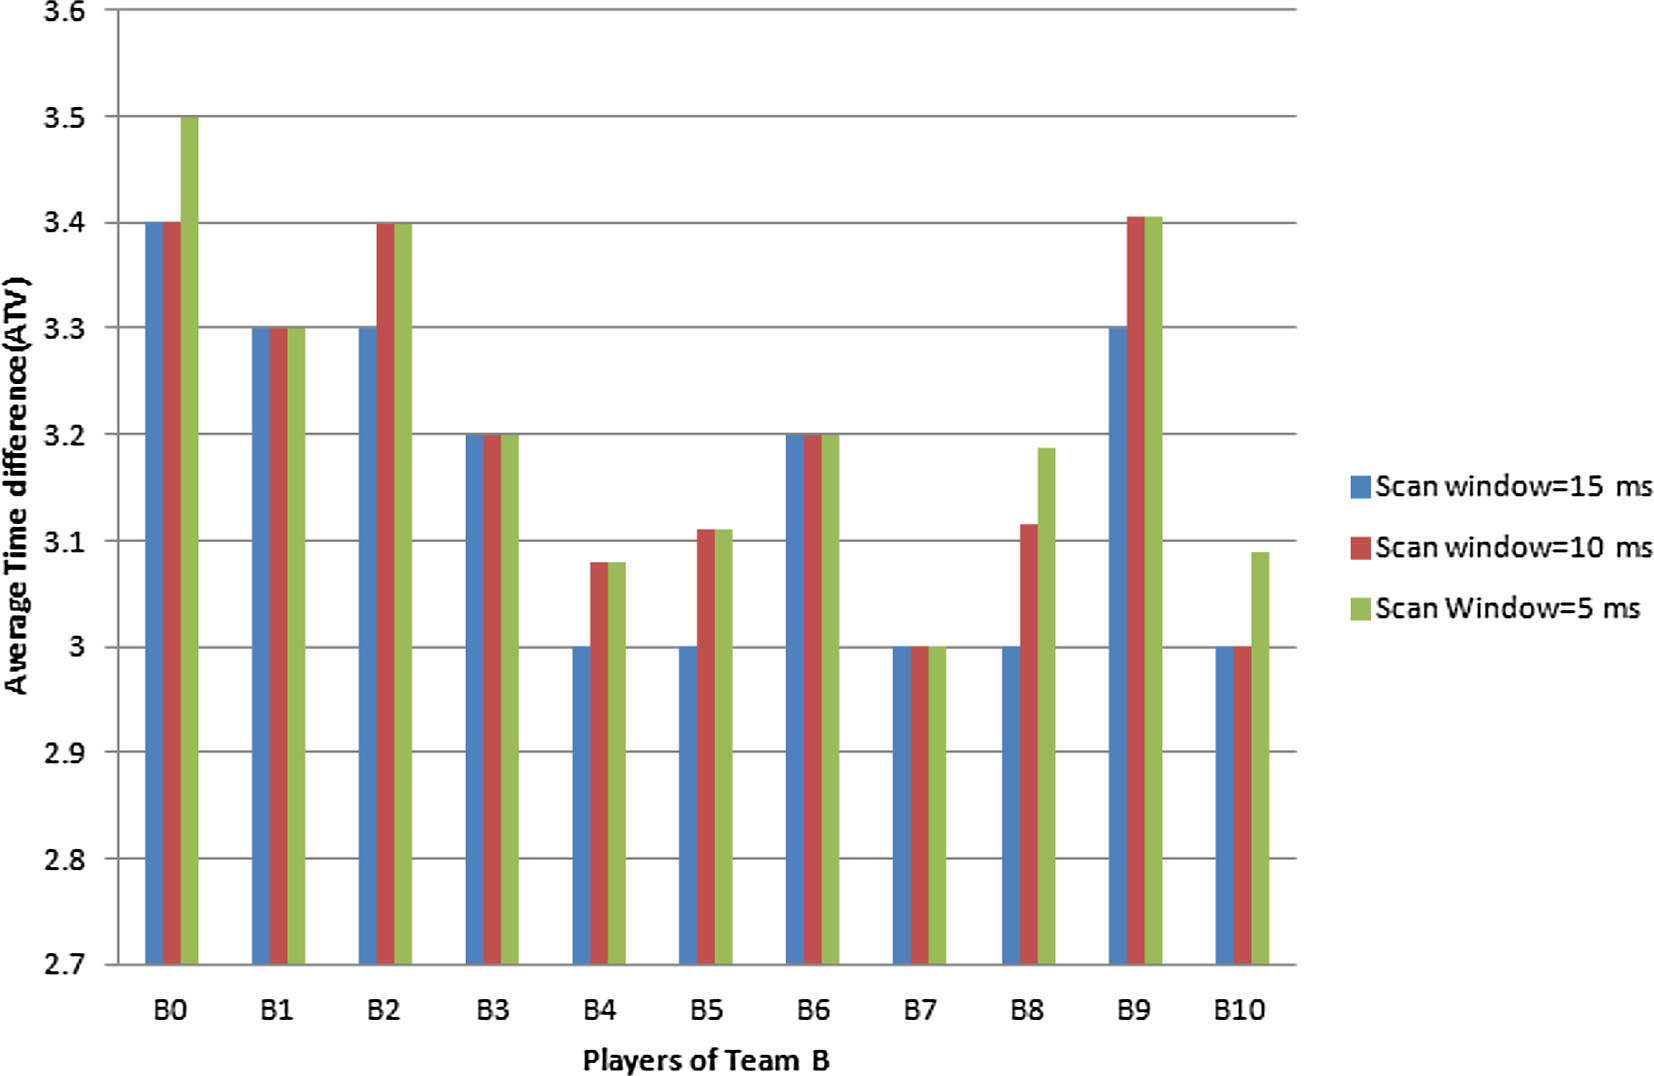 3.6
3.5
3.4
3.3
3.2
3.1
3
2.9
2.8
2.7
Average Time difference(ATV)
B0 B1 B2 B3 B4 B5 B6 B7 B8 B9 B10
Players of Team B
Scan window=15 ms
Scan window=10 ms
Scan Window=5 ms